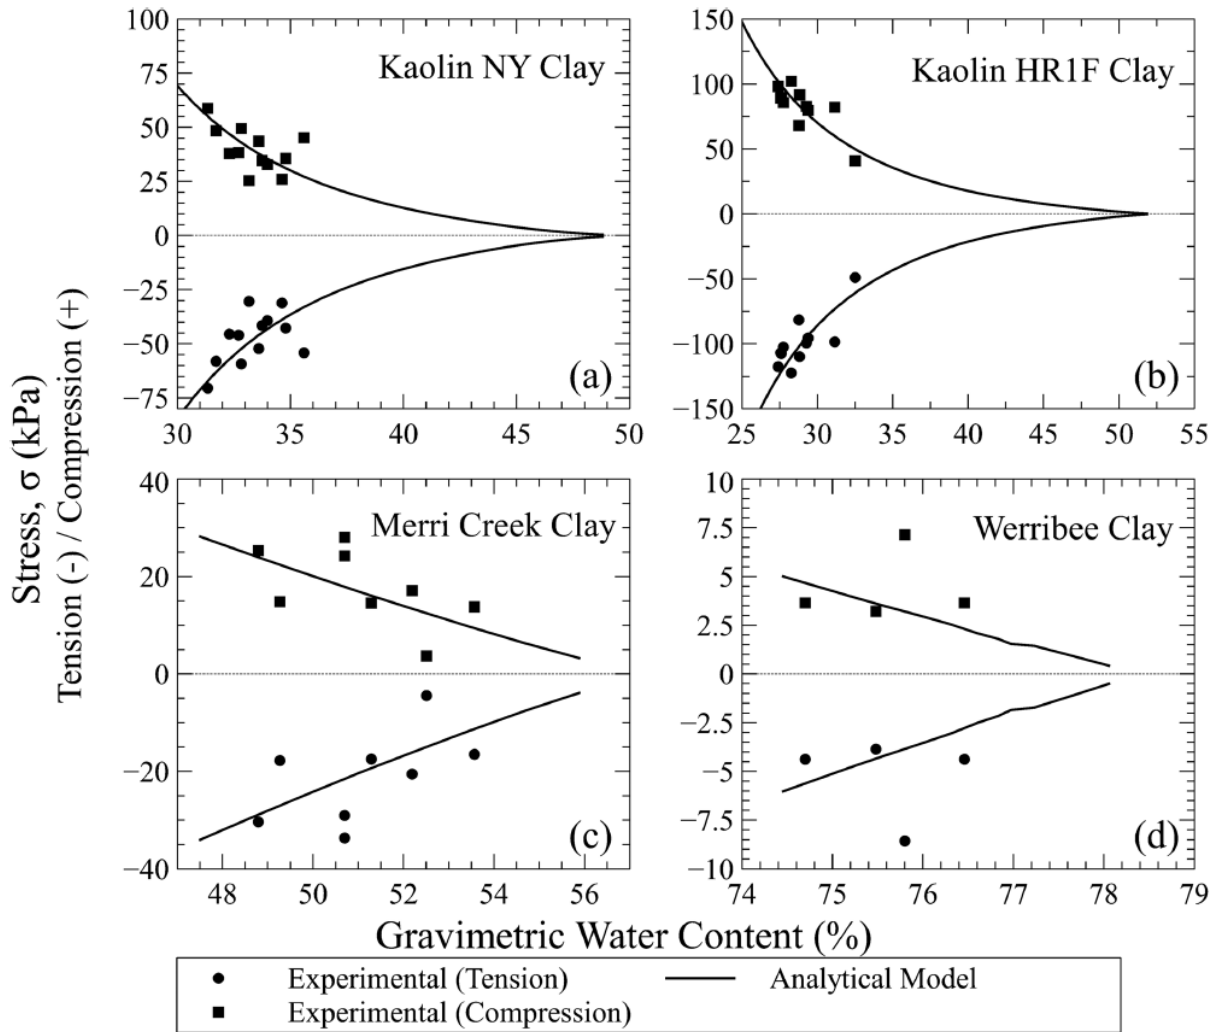 100
75
50
25
0
−25
−50
−75
30 35 40 45 50
Kaolin NY Clay
(a)
150
100
50
0
−50
−100
−150
25 30 35 40 45 50 55
Kaolin HR1F Clay
(b)
Stress, σ (kPa)
Tension (-) / Compression (+)
40
20
0
−20
−40
48 50 52 54 56
Merri Creek Clay
(c)
10
7.5
5
2.5
0
−2.5
−5
−7.5
−10
74 75 76 77 78 79
Werribee Clay
(d)
Gravimetric Water Content (%)
Experimental (Tension) Analytical Model
Experimental (Compression)